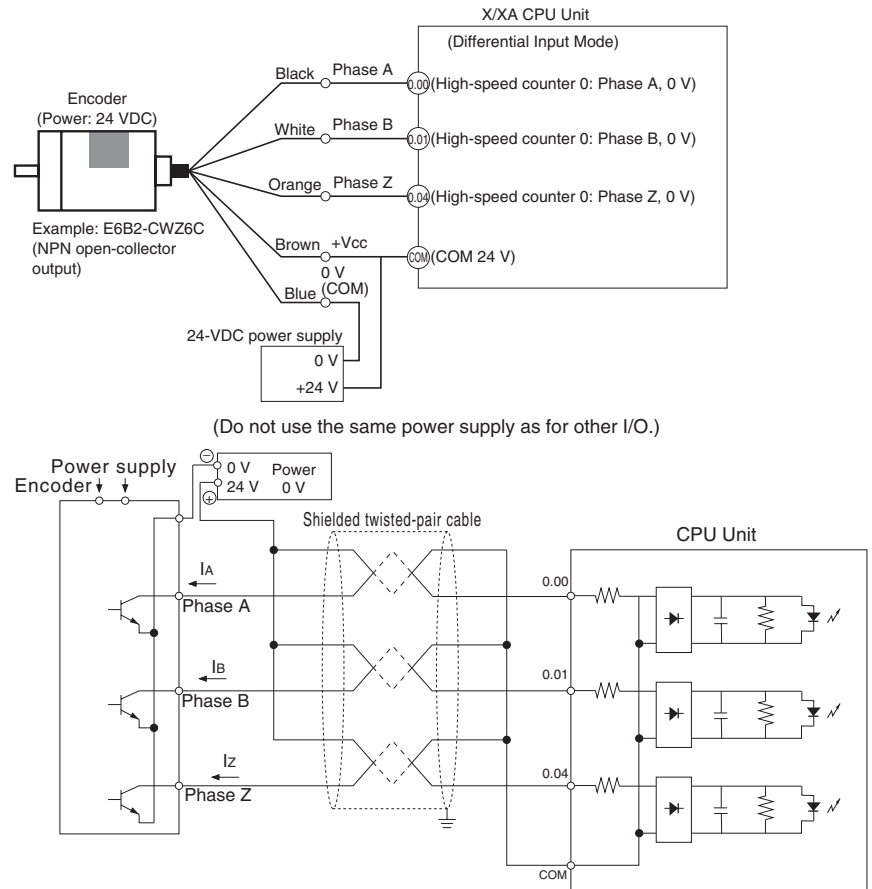 X/XA CPU Unit
(Differential Input Mode)
Black Phase A 0.00 (High-speed counter 0: Phase A, 0 V)
Encoder
(Power: 24 VDC)
White Phase B 0.01 (High-speed counter 0: Phase B, 0 V)
Orange Phase Z 0.04 (High-speed counter 0: Phase Z, 0 V)
Example: E6B2-CWZ6C
(NPN open-collector
output)
Brown +Vcc COM (COM 24 V)
0 V
Blue (COM)
24-VDC power supply
0 V
+24 V
(Do not use the same power supply as for other I/O.)
Power supply
Encoder
0 V Power
24 V 0 V
Shielded twisted-pair cable
CPU Unit
IA
Phase A
0.00
IB
Phase B
0.01
IZ
Phase Z
0.04
COM